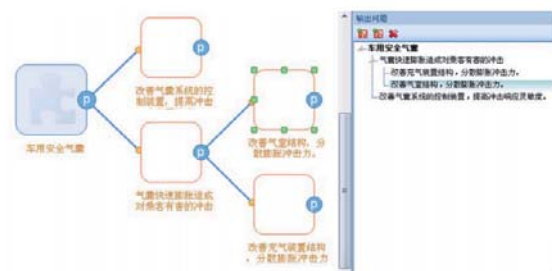 改善气囊系统的控
制装置，提高冲击
车用安全气囊
气囊快速膨胀造成
对乘客有害的冲击
改善气室结构，分
散膨胀冲击力。
改善充气装置结构
，分散膨胀冲击力
输出问题
车用安全气囊
气囊快速膨胀造成对乘客有害的冲击
改善充气装置结构，分散膨胀冲击力。
改善气室结构，分散膨胀冲击力。
改善气囊系统的控制装置，提高冲击响应灵敏度。
p
p
p
p
p